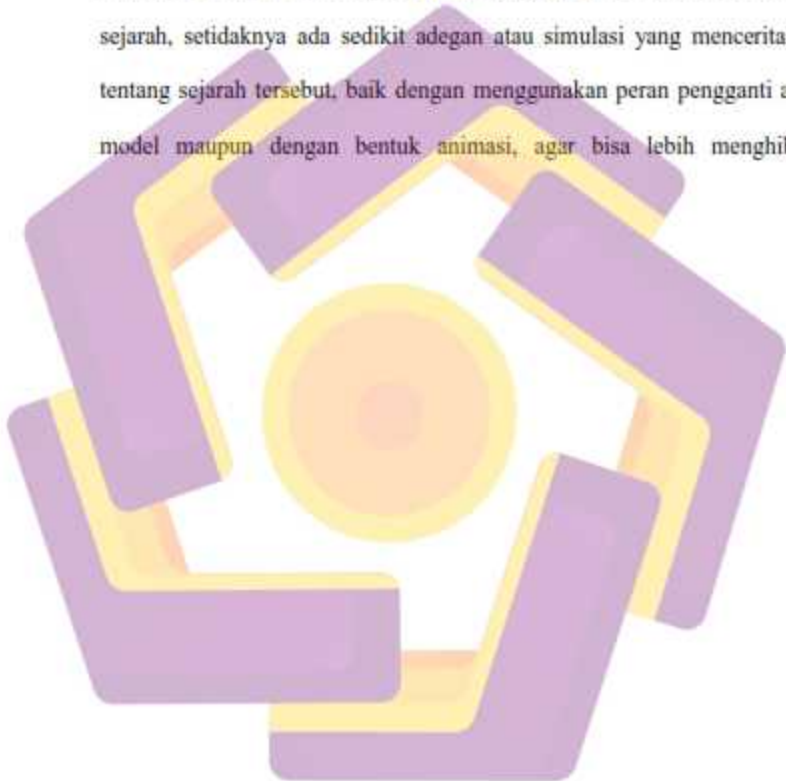 sejarah, setidaknya ada sedikit adegan atau simulasi yang mencerita
tentang sejarah tersebut, baik dengan menggunakan peran pengganti a
model maupun dengan bentuk animasi, agar bisa lebih menghib